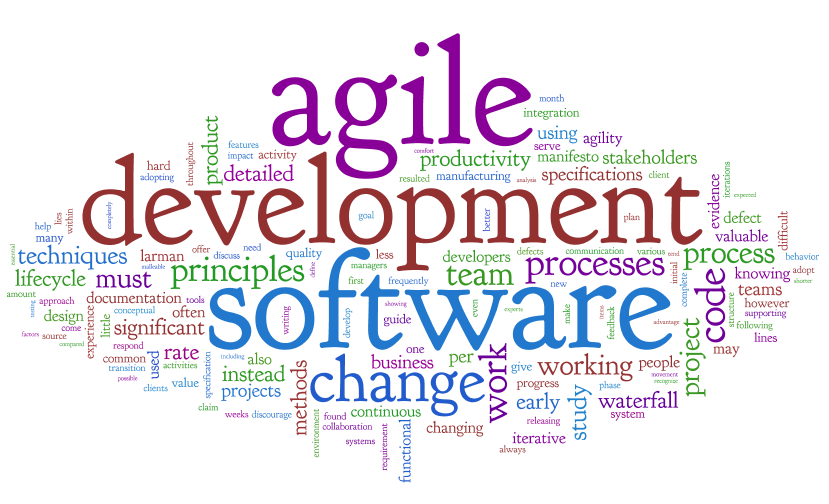 agile
month
integration
using
agility
serve
product
features
impact
activity
comfort
productivity
manifesto
stakeholders
hard
adopting
throughout
detailed
resulted
manufacturing
analysis
specifications
client
development
evidence
iterations
expected
help
lies
within
many
completely
goal
better
plan
defect
valuable
difficult
essential
techniques
larman
offer
discuss
need
quality
less
developers
defects
communication
various
tend
process
behavior
malleable
lifecycle
must
principles
define
managers
first
frequently
team
processes
new
initial
complete
code
knowing
adopt
shorter
amount
approach
documentation
tools
software
showing
even
experts
make
items
feedback
structure
teams
however
supporting
testing
design
conceptual
often
writing
develop
guide
advantage
following
factors
come
source
experience
little
significant
lines
compared
respond
common
transition
possible
used
rate
activities
including
also
instead
business
one
per
work
give
working
people
movement
recognize
project
may
clients
value
specification
projects
methods
change
progress
phase
early
study
waterfall
system
claim
weeks
discourage
environment
found
collaboration
continuous
systems
requirement
functional
changing
releasing
iterative
always